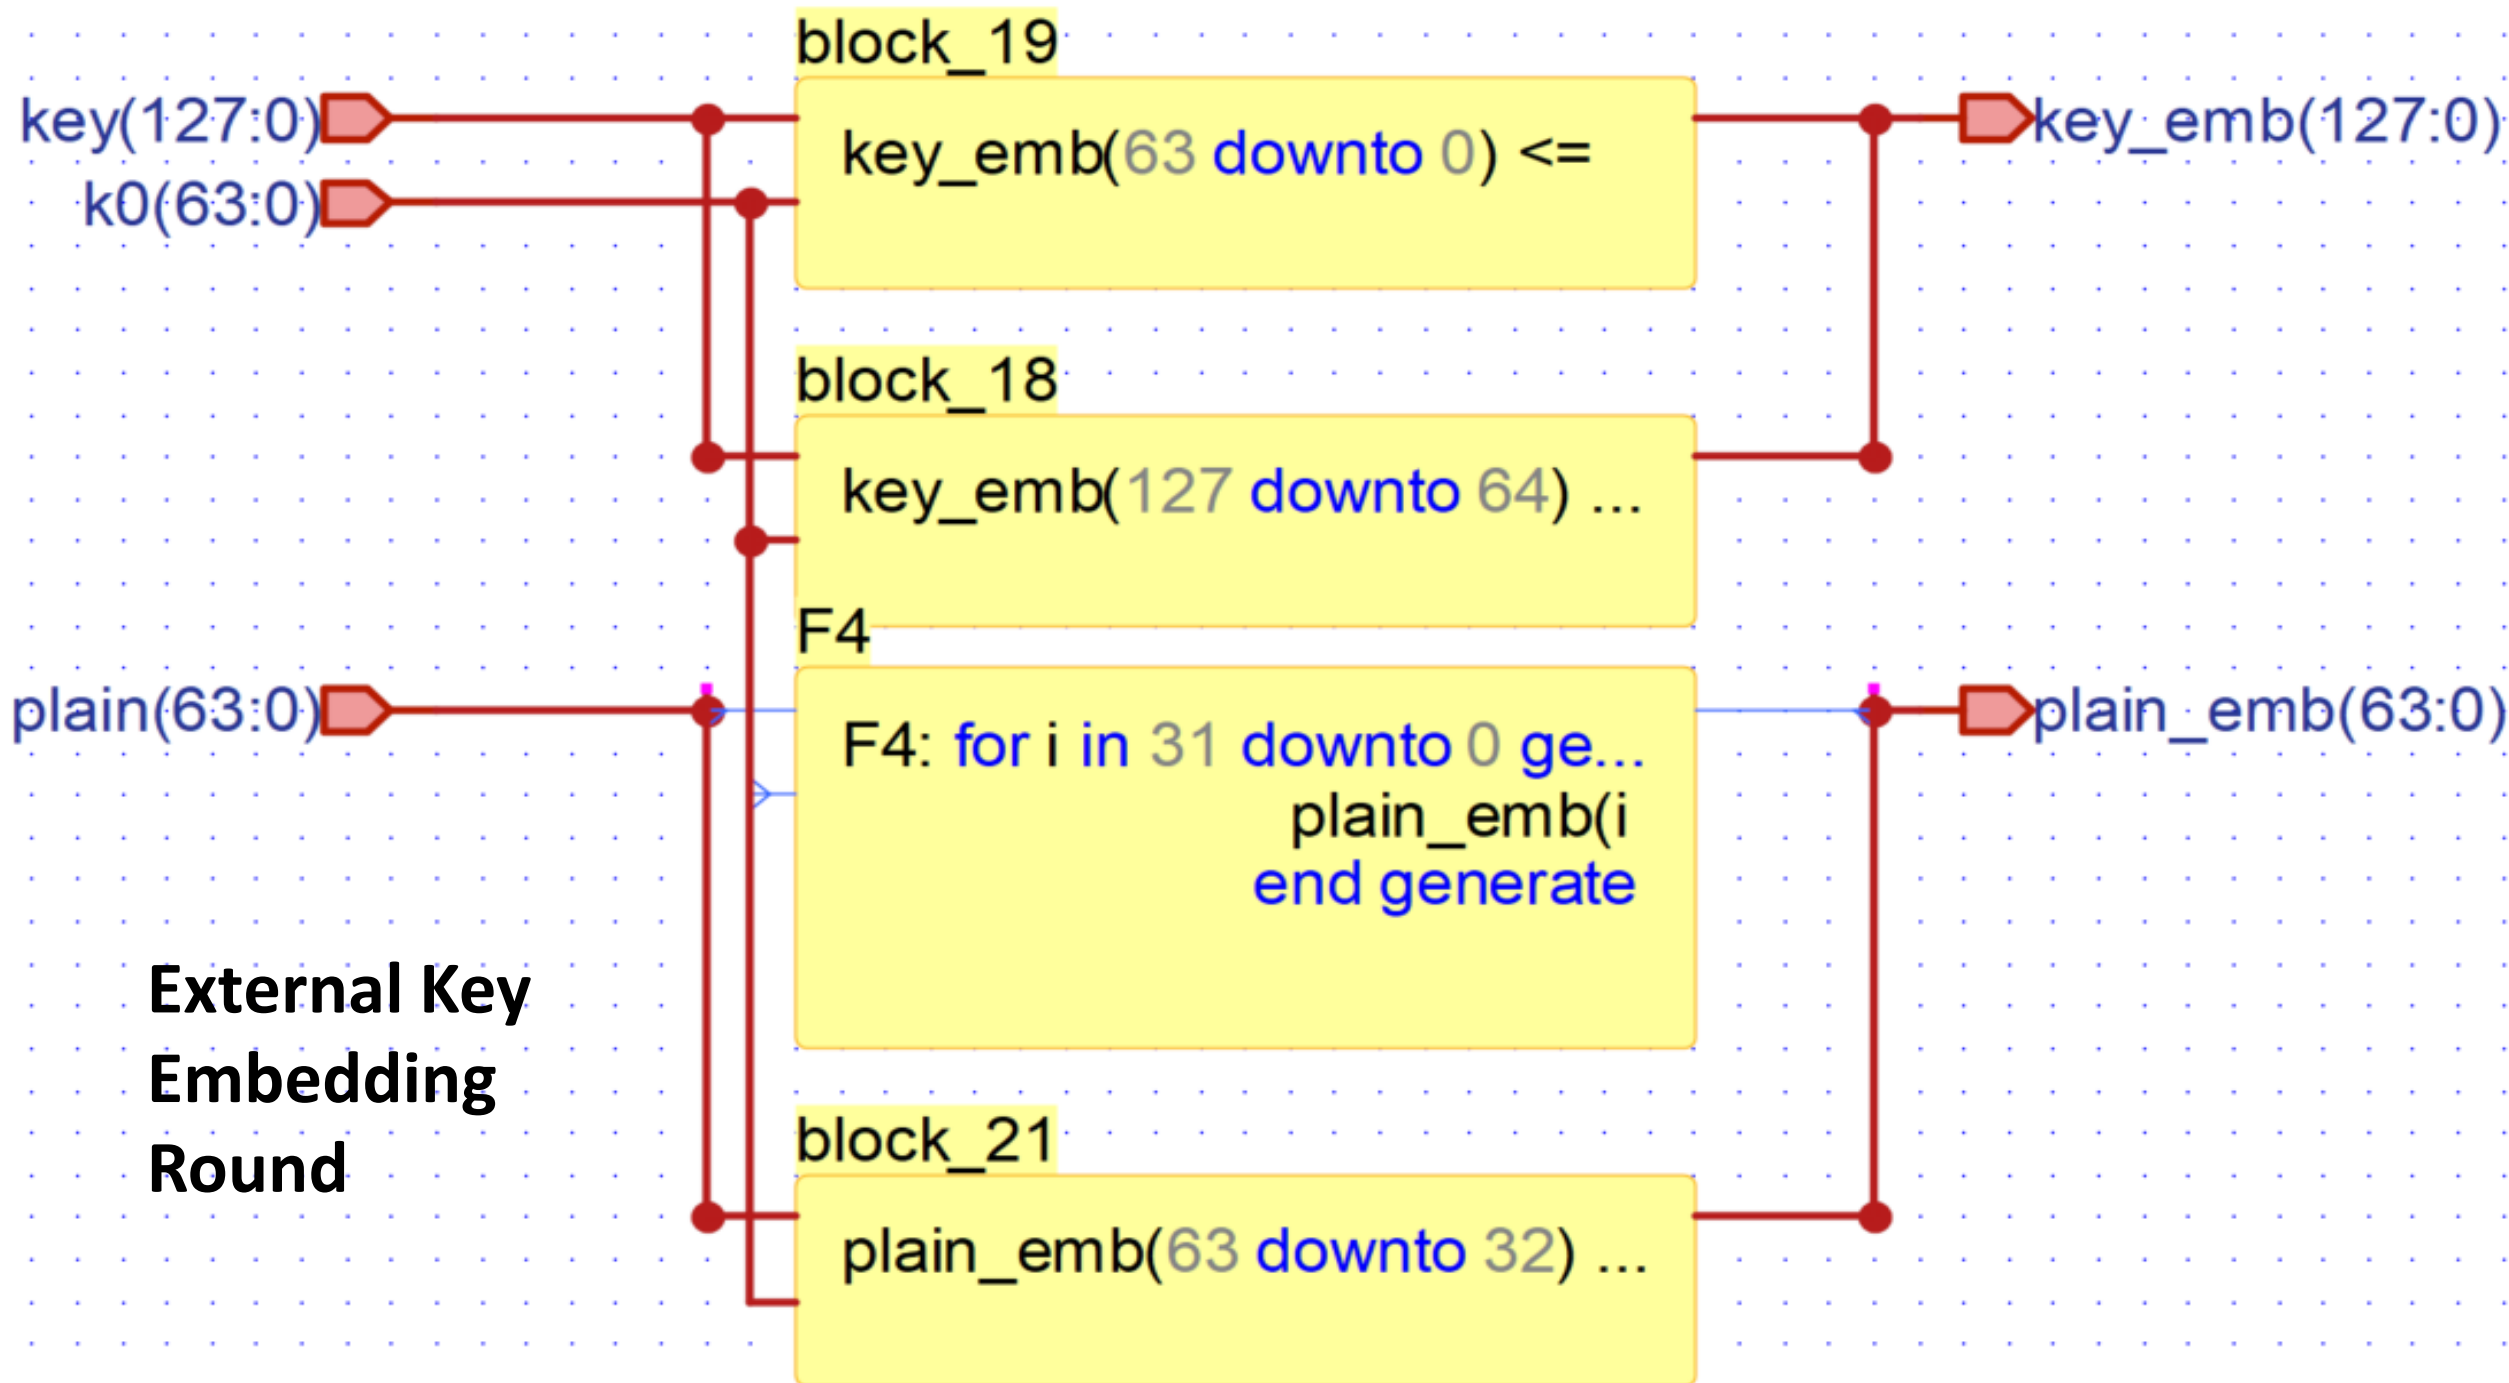 block_19
key(127:0)
key_emb(63 downto 0) <=
key_emb(127:0)
k0(63:0)
block_18
key_emb(127 downto 64) ...
F4
plain(63:0)
F4: for i in 31 downto 0 ge...
plain_emb(i
end generate
plain_emb(63:0)
External Key
Embedding
Round
block_21
plain_emb(63 downto 32) ...